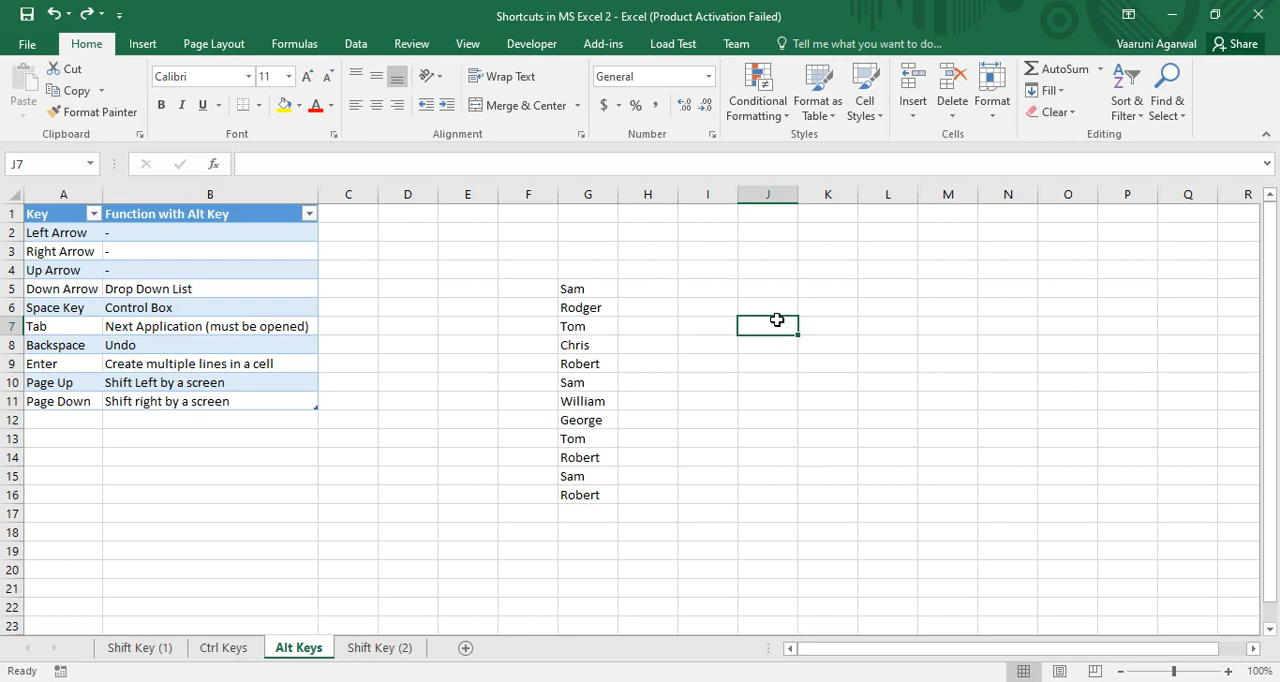 Shortcuts in MS Excel 2 - Excel (Product Activation Failed)
File Home Insert Page Layout Formulas Data Review View Developer Add-ins Load Test Team Tell me what you want to do... Vaaruni Agarwal Share
Paste
Cut
Copy
Format Painter
Clipboard
Calibri 11
B I U A
Font
Wrap Text
Merge & Center
Alignment
General
$ % ,
Number
Conditional Formatting
Format as Table
Cell Styles
Styles
Insert Delete Format
Cells
AutoSum
Fill
Clear
Sort & Filter
Find & Select
Editing
J7 fx
A B C D E F G H I J K L M N O P Q R
1 Key Function with Alt Key
2 Left Arrow -
3 Right Arrow -
4 Up Arrow -
5 Down Arrow Drop Down List Sam
6 Space Key Control Box Rodger
7 Tab Next Application (must be opened) Tom
8 Backspace Undo Chris
9 Enter Create multiple lines in a cell Robert
10 Page Up Shift Left by a screen Sam
11 Page Down Shift right by a screen William
12 George
13 Tom
14 Robert
15 Sam
16 Robert
17
18
19
20
21
22
23
Shift Key (1) Ctrl Keys Alt Keys Shift Key (2)
Ready 100%